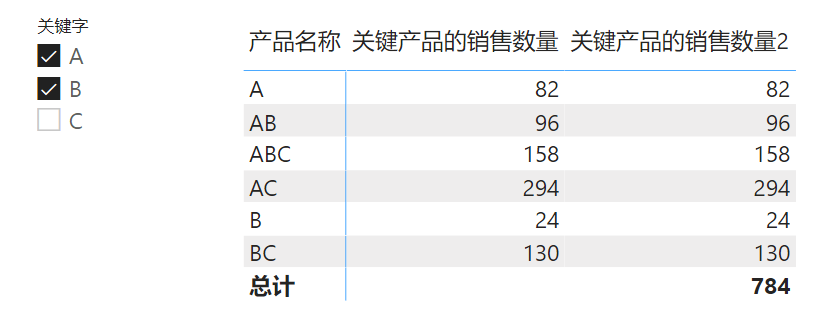 关键字
A
B
C
产品名称 关键产品的销售数量 关键产品的销售数量2
A 82 82
AB 96 96
ABC 158 158
AC 294 294
B 24 24
BC 130 130
总计 784